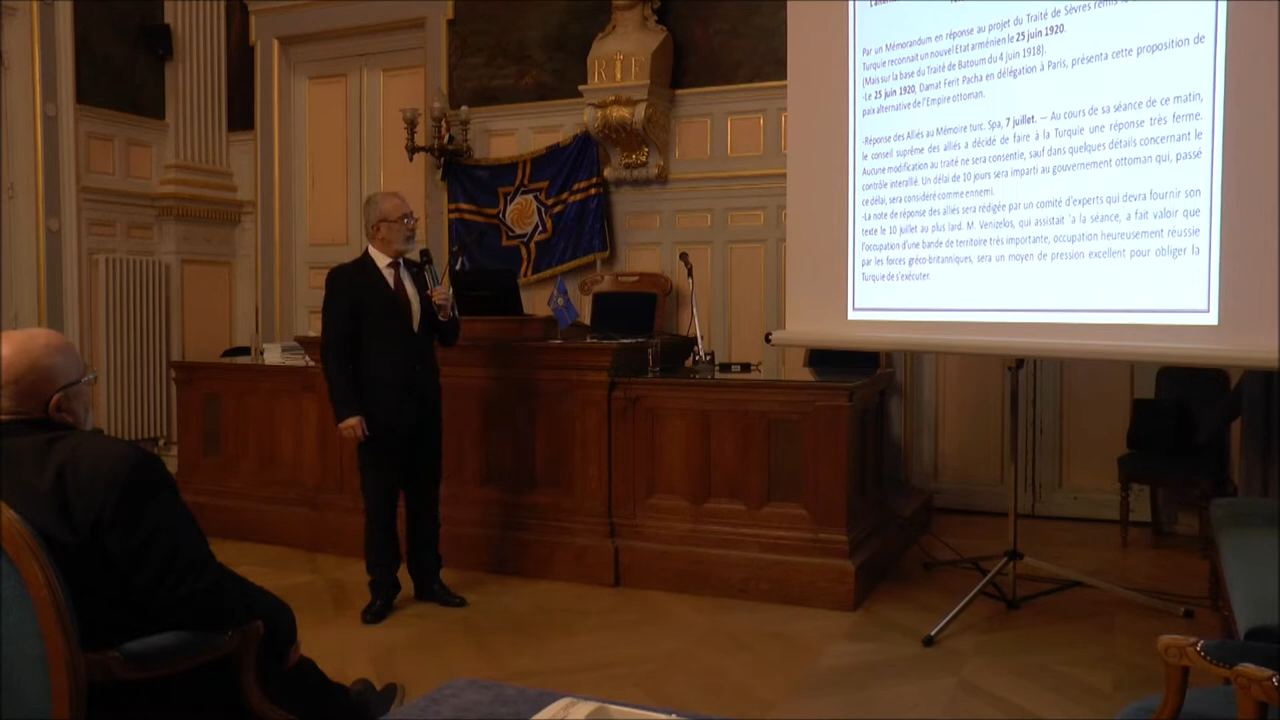 R F
Par un Mémorandum en réponse au projet du Traité de Sèvres remis
Turquie reconnait un nouvel Etat arménien le 25 juin 1920.
(Mais sur la base du Traité de Batoum du 4 juin 1918).
-Le 25 juin 1920, Damat Ferit Pacha en délégation à Paris, présenta cette proposition de
paix alternative de l'Empire ottoman.
-Réponse des Alliés au Mémoire turc. Spa, 7 juillet. — Au cours de sa séance de ce matin,
le conseil suprême des alliés a décidé de faire à la Turquie une réponse très ferme.
Aucune modification au traité ne sera consentie, sauf dans quelques détails concernant le
contrôle interallié. Un délai de 10 jours sera imparti au gouvernement ottoman qui, passé
ce délai, sera considéré comme ennemi.
-La note de réponse des alliés sera rédigée par un comité d'experts qui devra fournir son
texte le 10 juillet au plus tard. M. Venizelos, qui assistait 'a la séance, a fait valoir que
l'occupation d'une bande de territoire très importante, occupation heureusement réussie
par les forces gréco-britanniques, sera un moyen de pression excellent pour obliger la
Turquie de s'exécuter.